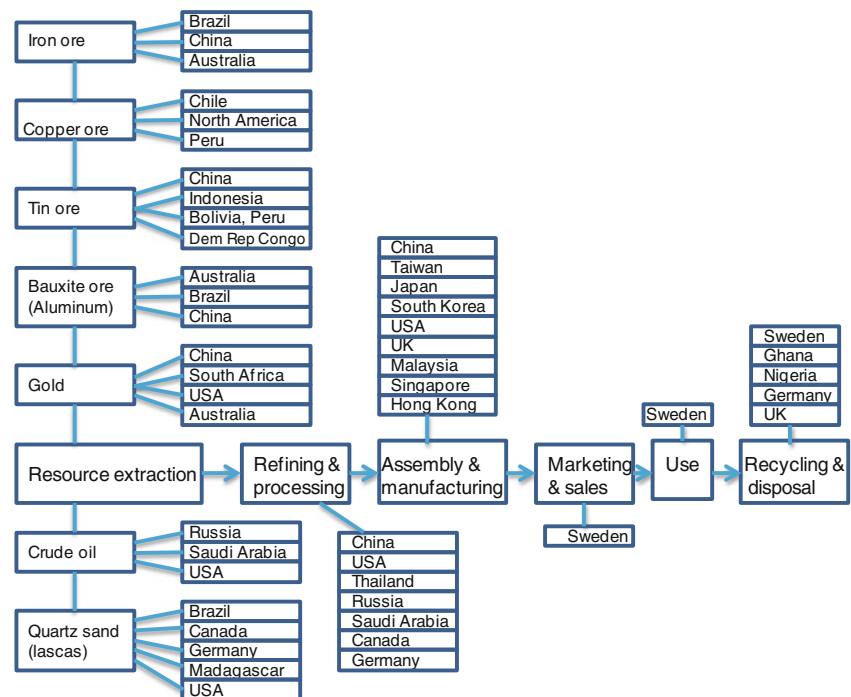 Iron ore
Brazil
China
Australia
Copper ore
Chile
North America
Peru
Tin ore
China
Indonesia
Bolivia, Peru
Dem Rep Congo
Bauxite ore
(Aluminum)
Australia
Brazil
China
Gold
China
South Africa
USA
Australia
Resource extraction
Crude oil
Russia
Saudi Arabia
USA
Quartz sand
(lascas)
Brazil
Canada
Germany
Madagascar
USA
Refining &
processing
China
USA
Thailand
Russia
Saudi Arabia
Canada
Germany
China
Taiwan
Japan
South Korea
USA
UK
Malaysia
Singapore
Hong Kong
Assembly &
manufacturing
Marketing
& sales
Sweden
Sweden
Use
Sweden
Ghana
Nigeria
Germany
UK
Recycling &
disposal